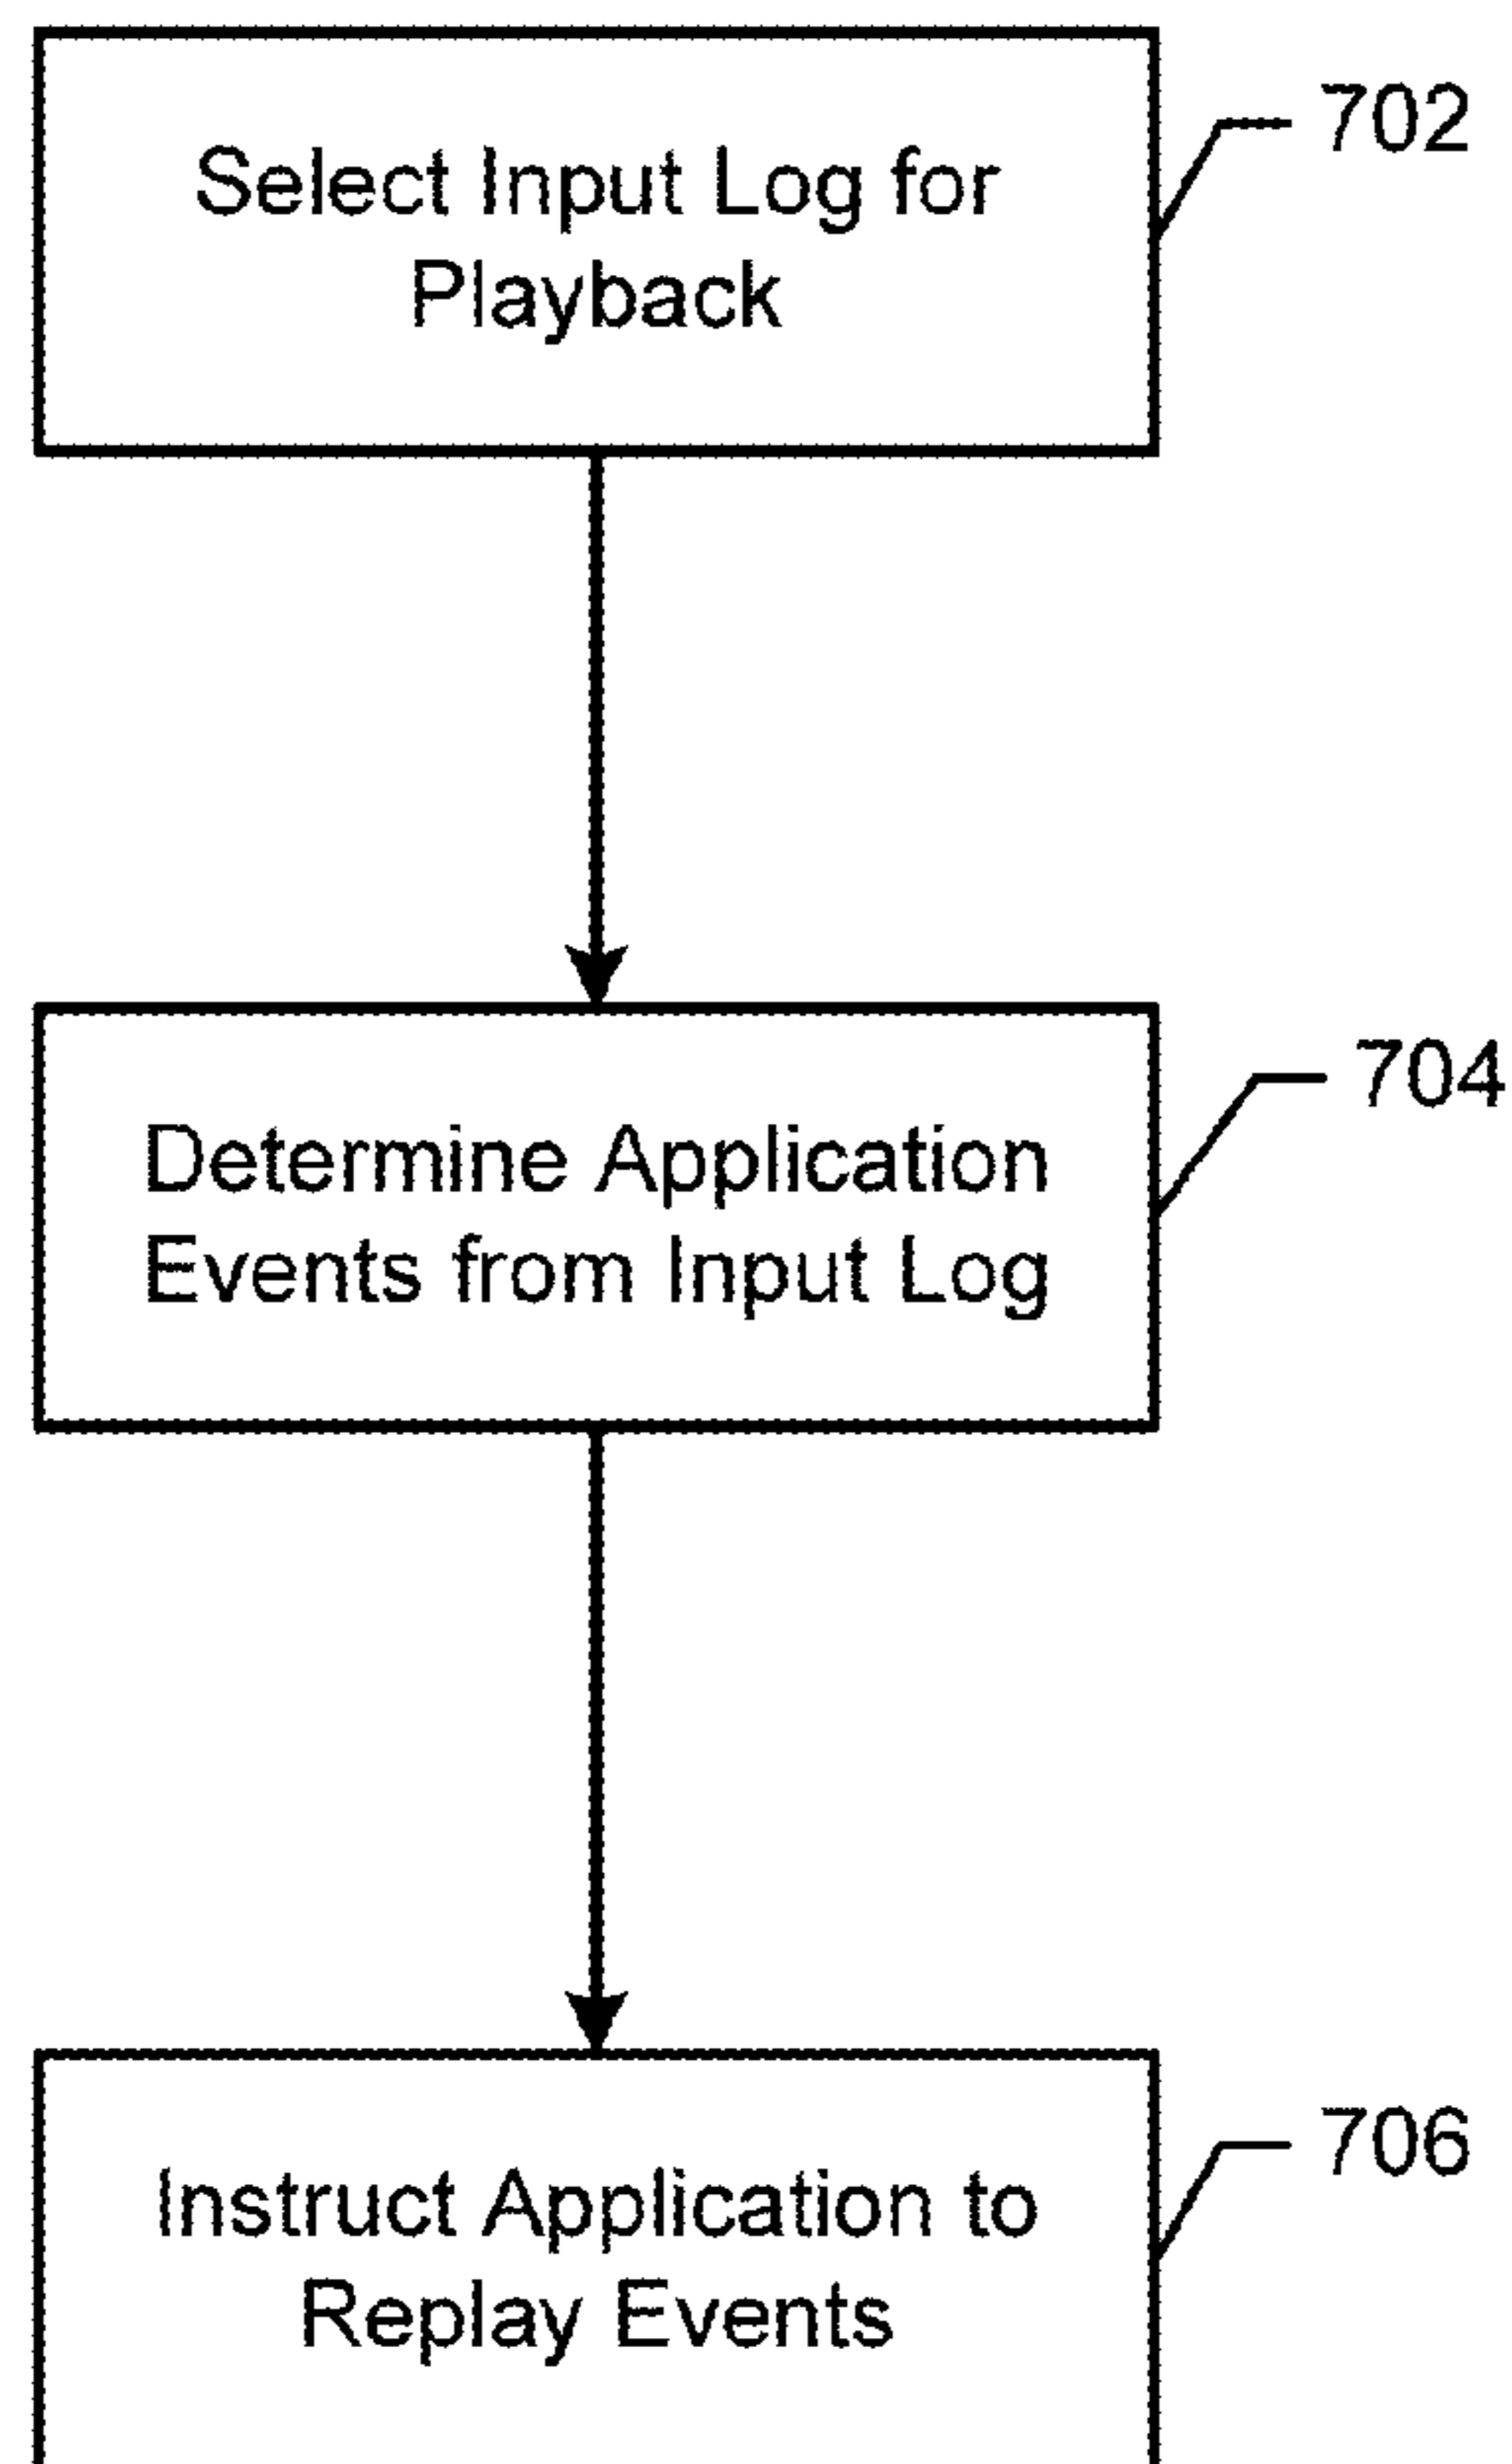 Select Input Log for
Playback
702
Determine Application
Events from Input Log
704
Instruct Application to
Replay Events
706